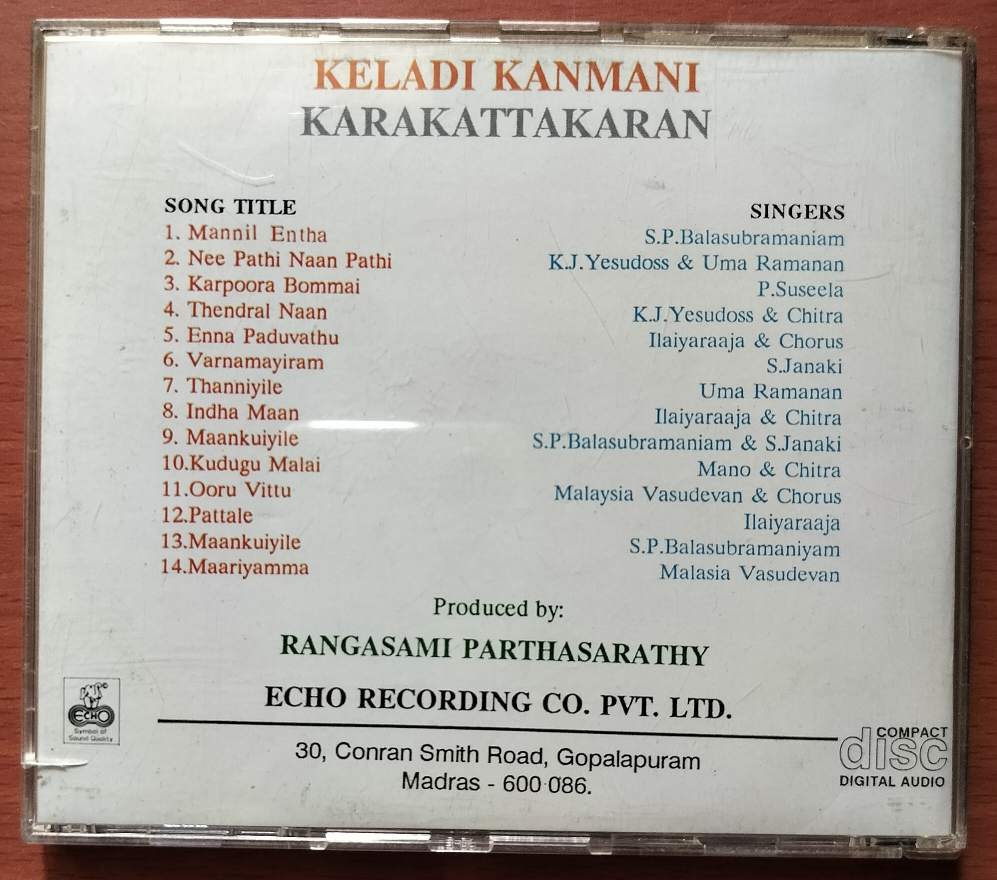 KELADI KANMANI
KARAKATTAKARAN
SONG TITLE SINGERS
1. Mannil Entha S.P.Balasubramaniam
2. Nee Pathi Naan Pathi K.J.Yesudoss & Uma Ramanan
3. Karpoora Bommai P.Suseela
4. Thendral Naan K.J.Yesudoss & Chitra
5. Enna Paduvathu Ilaiyaraaja & Chorus
6. Varnamayiram S.Janaki
7. Thanniyile Uma Ramanan
8. Indha Maan Ilaiyaraaja & Chitra
9. Maankuiyile S.P.Balasubramaniam & S.Janaki
10.Kudugu Malai Mano & Chitra
11.Ooru Vittu Malaysia Vasudevan & Chorus
12.Pattale Ilaiyaraaja
13.Maankuiyile S.P.Balasubramaniyam
14.Maariyamma Malasia Vasudevan
Produced by:
RANGASAMI PARTHASARATHY
ECHO RECORDING CO. PVT. LTD.
ECHO
Symbol of
Sound Quality
30, Conran Smith Road, Gopalapuram
Madras - 600 086.
COMPACT
disc
DIGITAL AUDIO